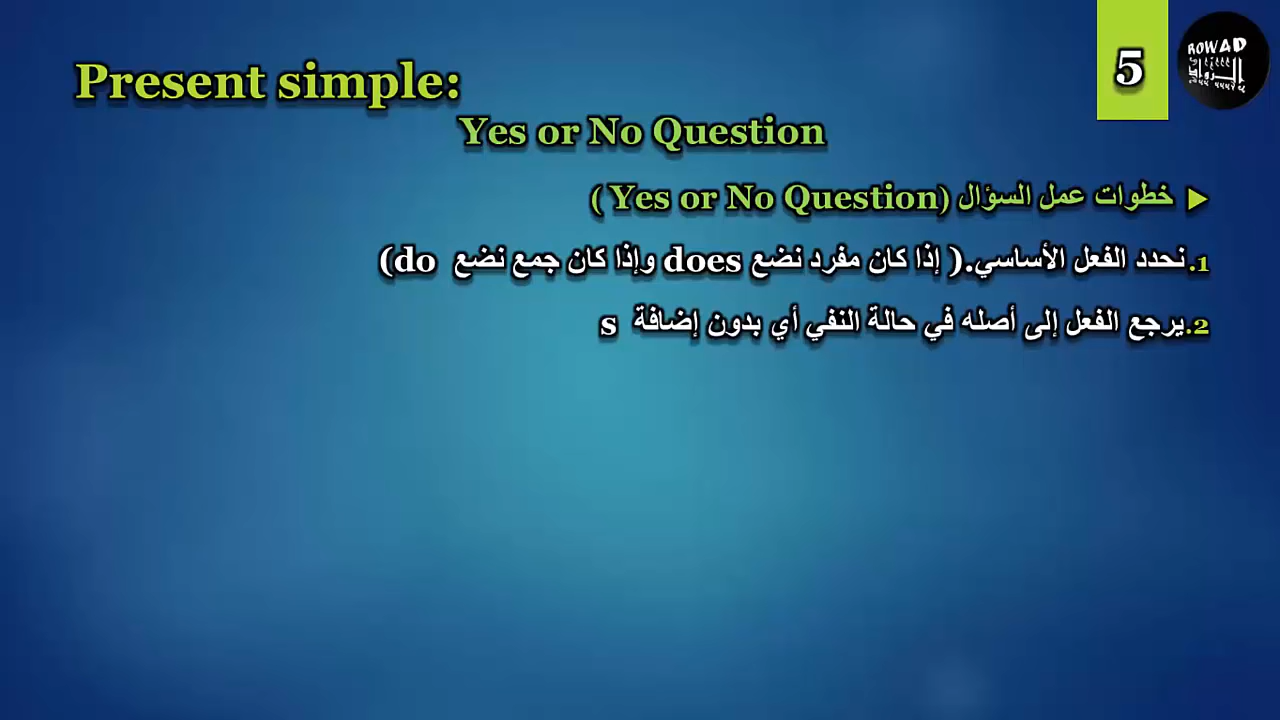 5
ROWAD
الرواد
Present simple:
Yes or No Question
خطوات عمل السؤال (Yes or No Question )
1.نحدد الفعل الأساسي.( إذا كان مفرد نضع does وإذا كان جمع نضع do)
2.يرجع الفعل إلى أصله في حالة النفي أي بدون إضافة s